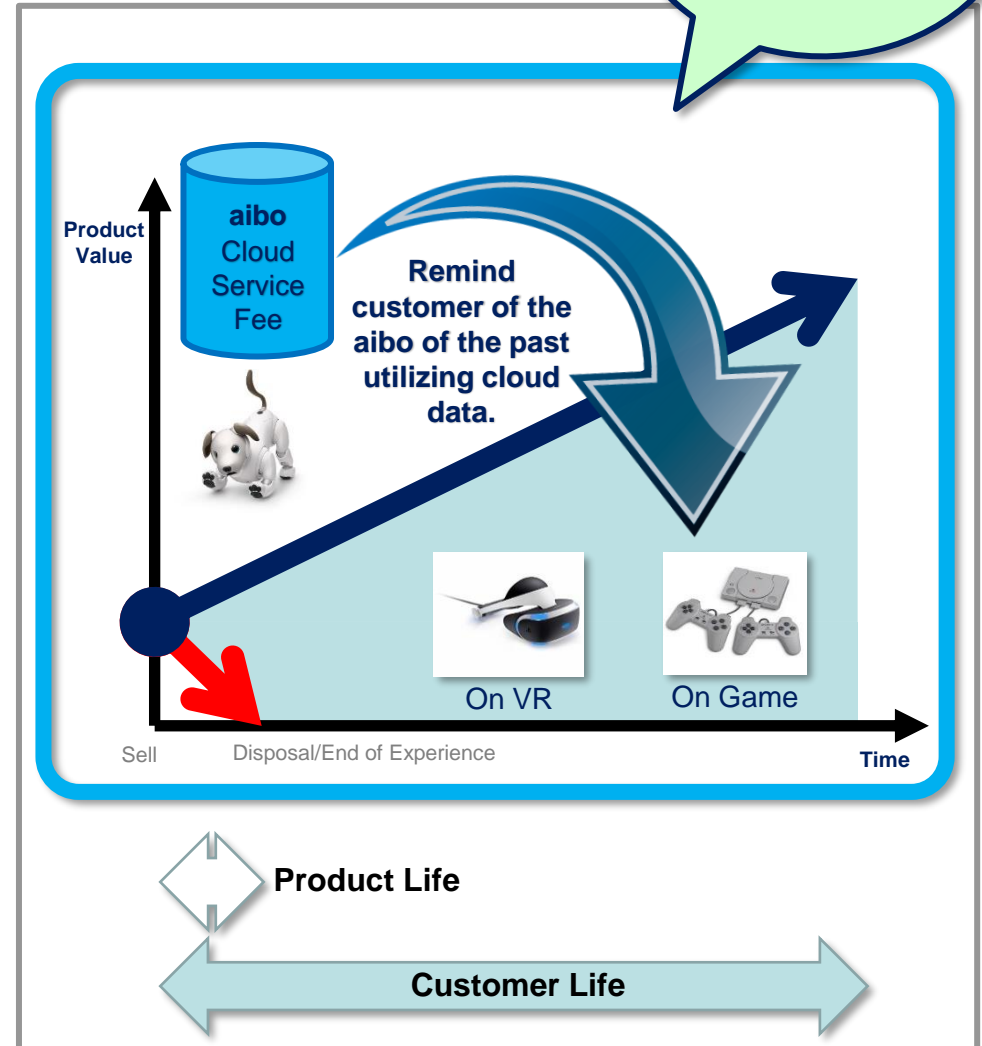 aibo
Cloud
Service
Fee
Product
Value
Remind
customer of the
aibo of the past
utilizing cloud
data.
On VR
On Game
Sell
Disposal/End of Experience
Time
Product Life
Customer Life